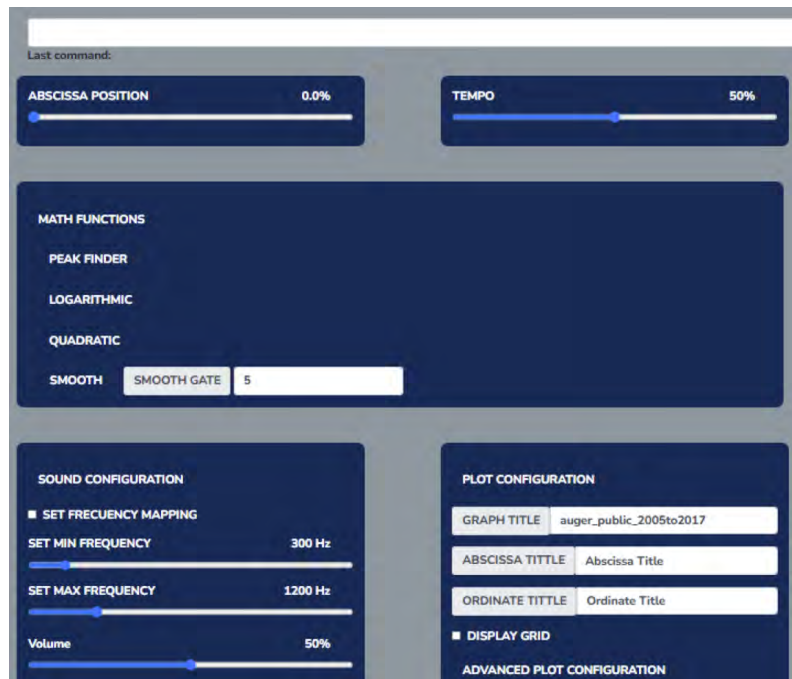 Last command:
ABSCISSA POSITION 0.0%
TEMPO 50%
MATH FUNCTIONS
PEAK FINDER
LOGARITHMIC
QUADRATIC
SMOOTH SMOOTH GATE 5
SOUND CONFIGURATION
SET FRECUENCY MAPPING
SET MIN FREQUENCY 300 Hz
SET MAX FREQUENCY 1200 Hz
Volume 50%
PLOT CONFIGURATION
GRAPH TITLE auger_public_2005to2017
ABSCISSA TITTLE Abscissa Title
ORDINATE TITTLE Ordinate Title
DISPLAY GRID
ADVANCED PLOT CONFIGURATION